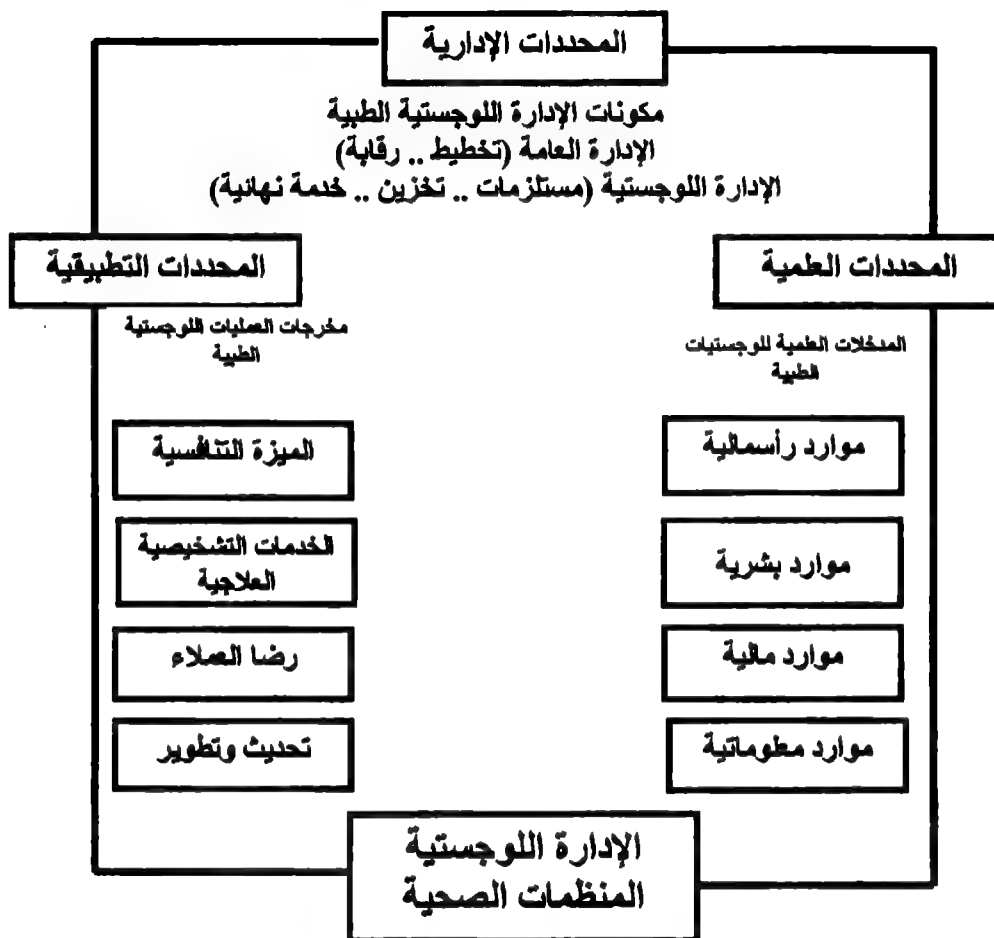 المحددات الإدارية
مكونات الإدارة اللوجستية الطبية
الإدارة العامة (تخطيط .. رقابة)
الإدارة اللوجستية (مستلزمات .. تخزين .. خدمة نهائية)
المحددات العلمية
المدخلات العلمية للوجستيات
الطبية
موارد رأسمالية
موارد بشرية
موارد مالية
موارد معلوماتية
المحددات التطبيقية
مخرجات العمليات اللوجستية
الطبية
الميزة التنافسية
الخدمات التشخيصية
العلاجية
رضا العملاء
تحديث وتطوير
الإدارة اللوجستية
المنظمات الصحية